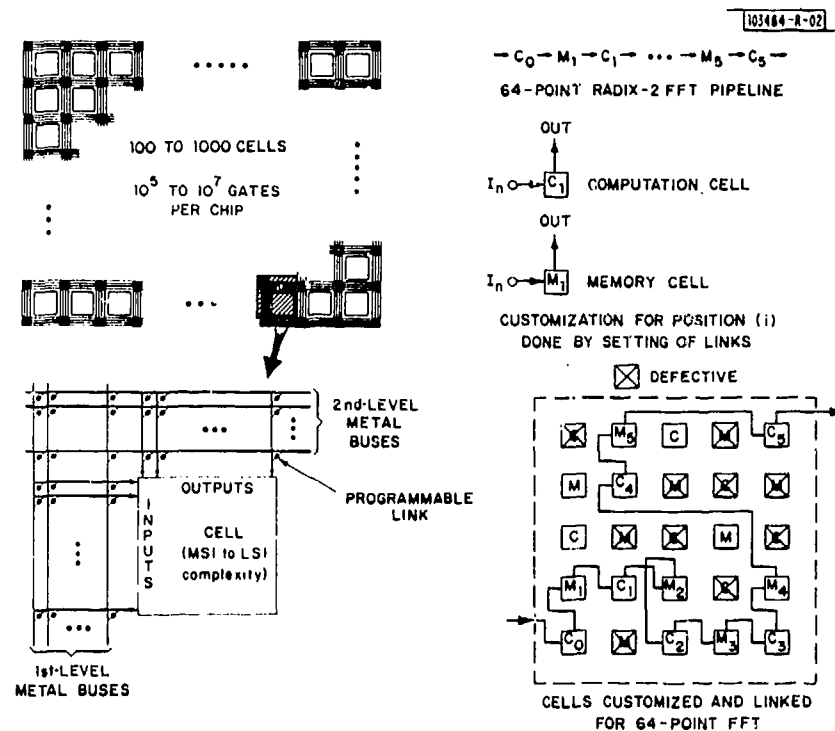 103484-R-02
→ C0 → M1 → C1 → ••• → M5 → C5 →
64-POINT RADIX-2 FFT PIPELINE
100 TO 1000 CELLS
10^5 TO 10^7 GATES
PER CHIP
OUT
In
C1
COMPUTATION CELL
OUT
In
M1
MEMORY CELL
CUSTOMIZATION FOR POSITION (i)
DONE BY SETTING OF LINKS
DEFECTIVE
2nd-LEVEL
METAL
BUSES
PROGRAMMABLE
LINK
OUTPUTS
INPUTS
CELL
(MSI to LSI
complexity)
1st-LEVEL
METAL BUSES
M5 C M C5
M C4 M M
C M M
M1 C1 M2 M4
C0 M C2 M3 C3
CELLS CUSTOMIZED AND LINKED
FOR 64-POINT FFT